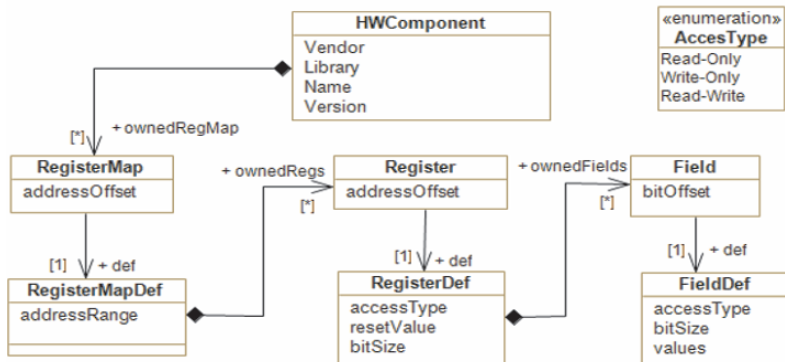 HWComponent
Vendor
Library
Name
Version
«enumeration»
AccesType
Read-Only
Write-Only
Read-Write
[*]
+ ownedRegMap
RegisterMap
addressOffset
+ ownedRegs
[*]
Register
addressOffset
+ ownedFields
[*]
Field
bitOffset
[1]
+ def
[1]
+ def
[1]
+ def
RegisterMapDef
addressRange
RegisterDef
accessType
resetValue
bitSize
FieldDef
accessType
bitSize
values